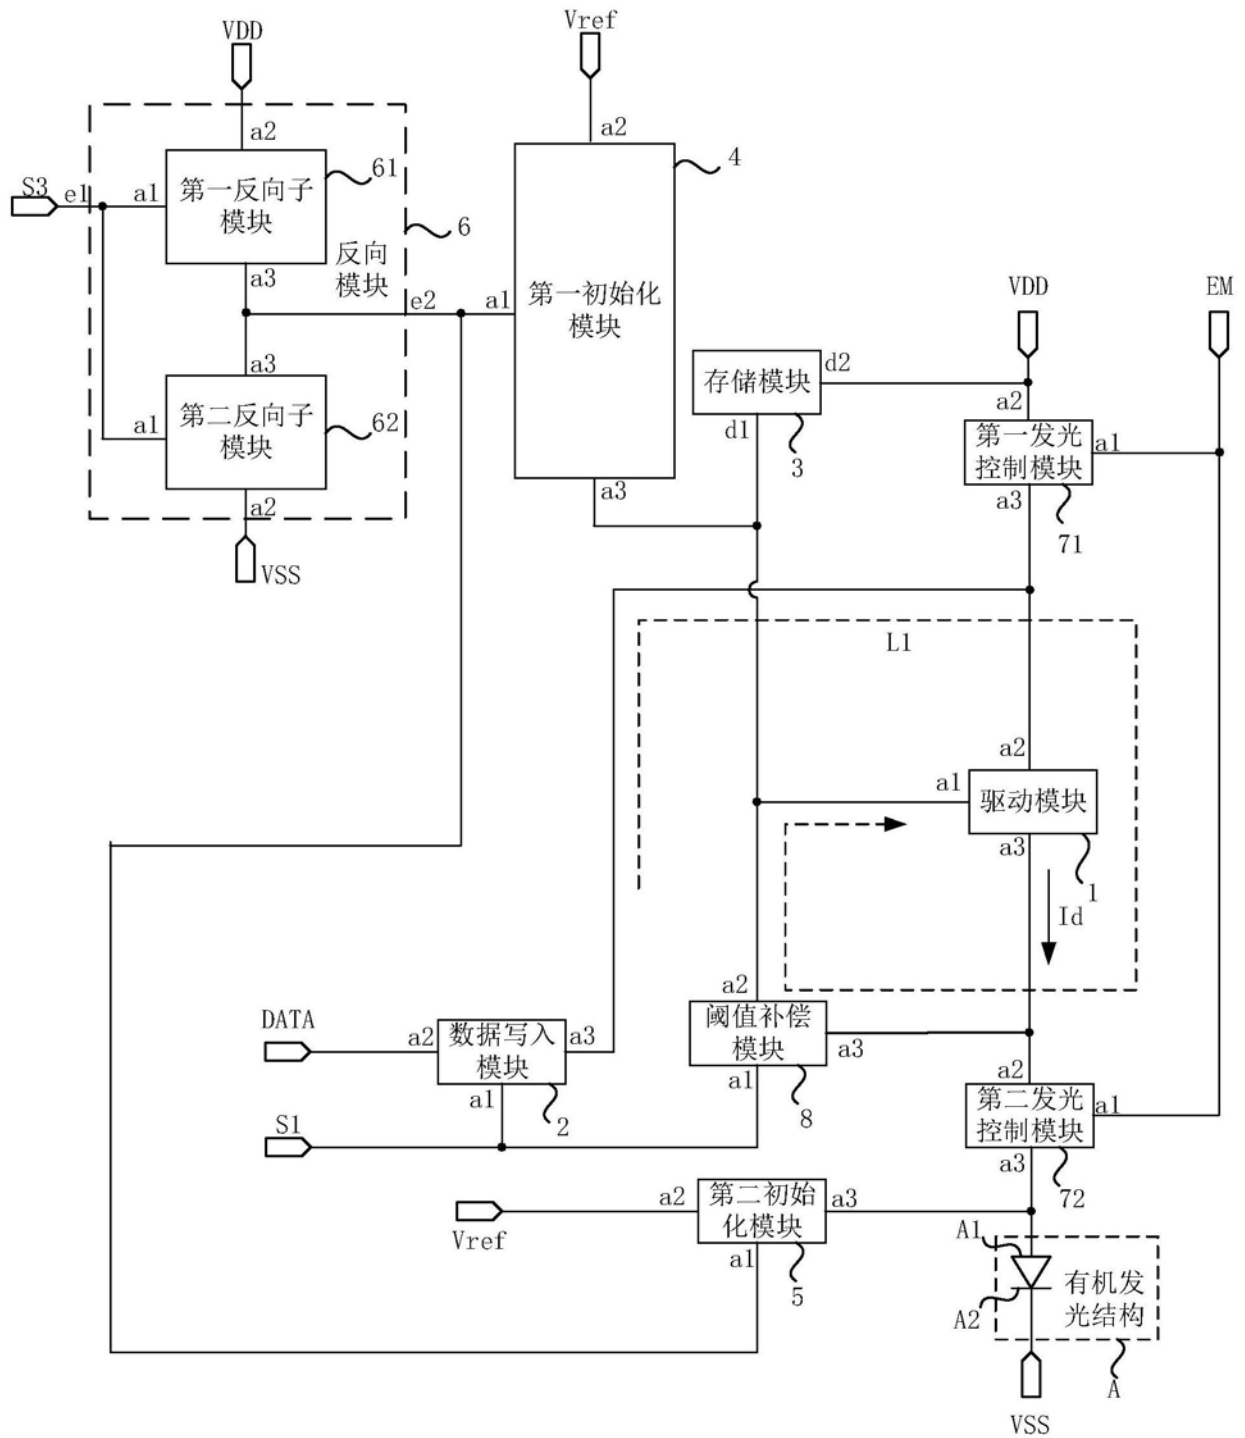 VDD
Vref
a2
a2
61
4
S3
e1
a1
第一反向子
模块
6
反向
模块
a3
e2
a1
第一初始化
模块
VDD
EM
a3
存储模块
d2
a2
a1
第二反向子
模块
62
d1
3
第一发光
控制模块
a1
a2
a3
a3
71
VSS
L1
a2
a1
驱动模块
a3
1
Id
a2
DATA
a2
数据写入
模块
a3
阈值补偿
模块
a3
a1
a2
a1
2
8
第二发光
控制模块
a1
S1
a3
72
a2
第二初始
化模块
a3
Vref
a1
5
A1
A2
有机发
光结构
A
VSS